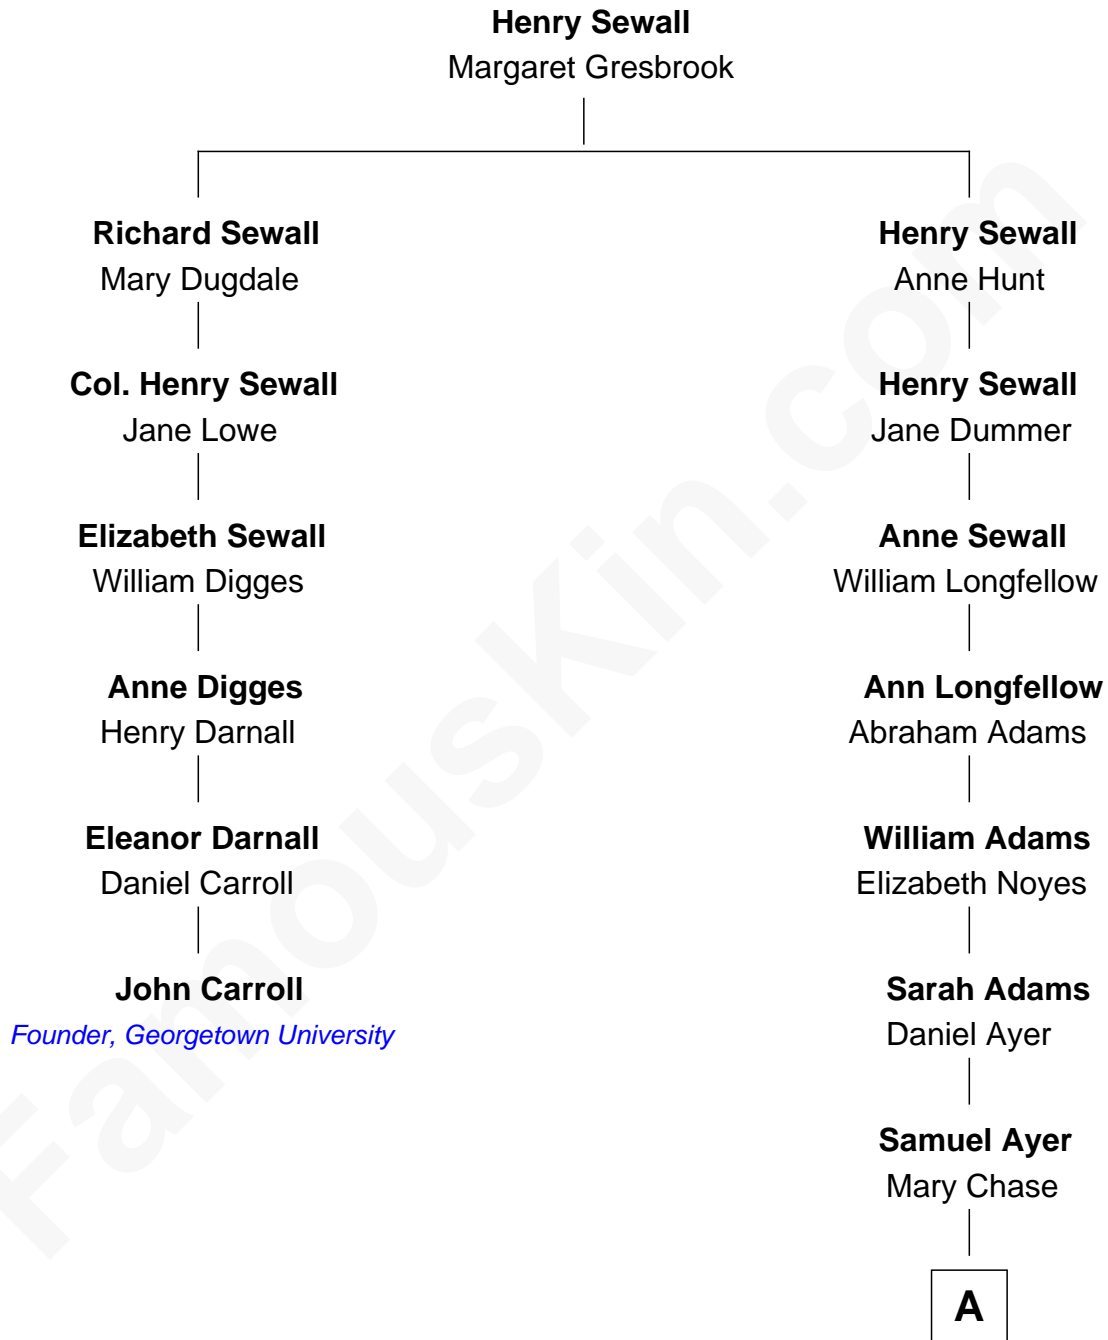 Henry Sewall
Margaret Gresbrook
Richard Sewall
Mary Dugdale
Henry Sewall
Anne Hunt
Col. Henry Sewall
Jane Lowe
Henry Sewall
Jane Dummer
Elizabeth Sewall
William Digges
Anne Sewall
William Longfellow
Anne Digges
Henry Darnall
Ann Longfellow
Abraham Adams
Eleanor Darnall
Daniel Carroll
William Adams
Elizabeth Noyes
John Carroll
Founder, Georgetown University
Sarah Adams
Daniel Ayer
Samuel Ayer
Mary Chase
A
FamousKin.com